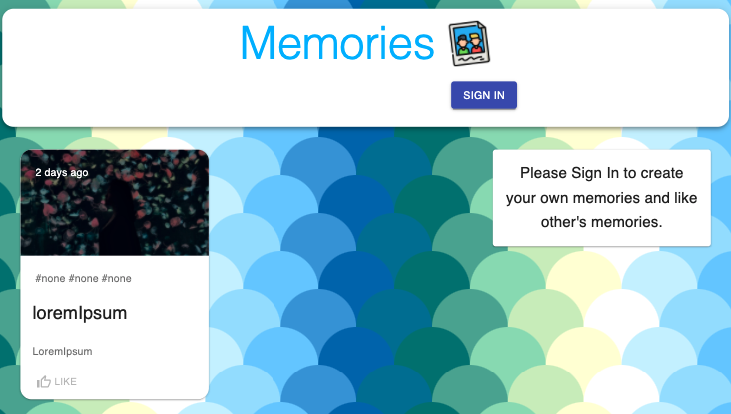 Memories
SIGN IN
2 days ago
#none #none #none
loremIpsum
LoremIpsum
LIKE
Please Sign In to create
your own memories and like
other's memories.